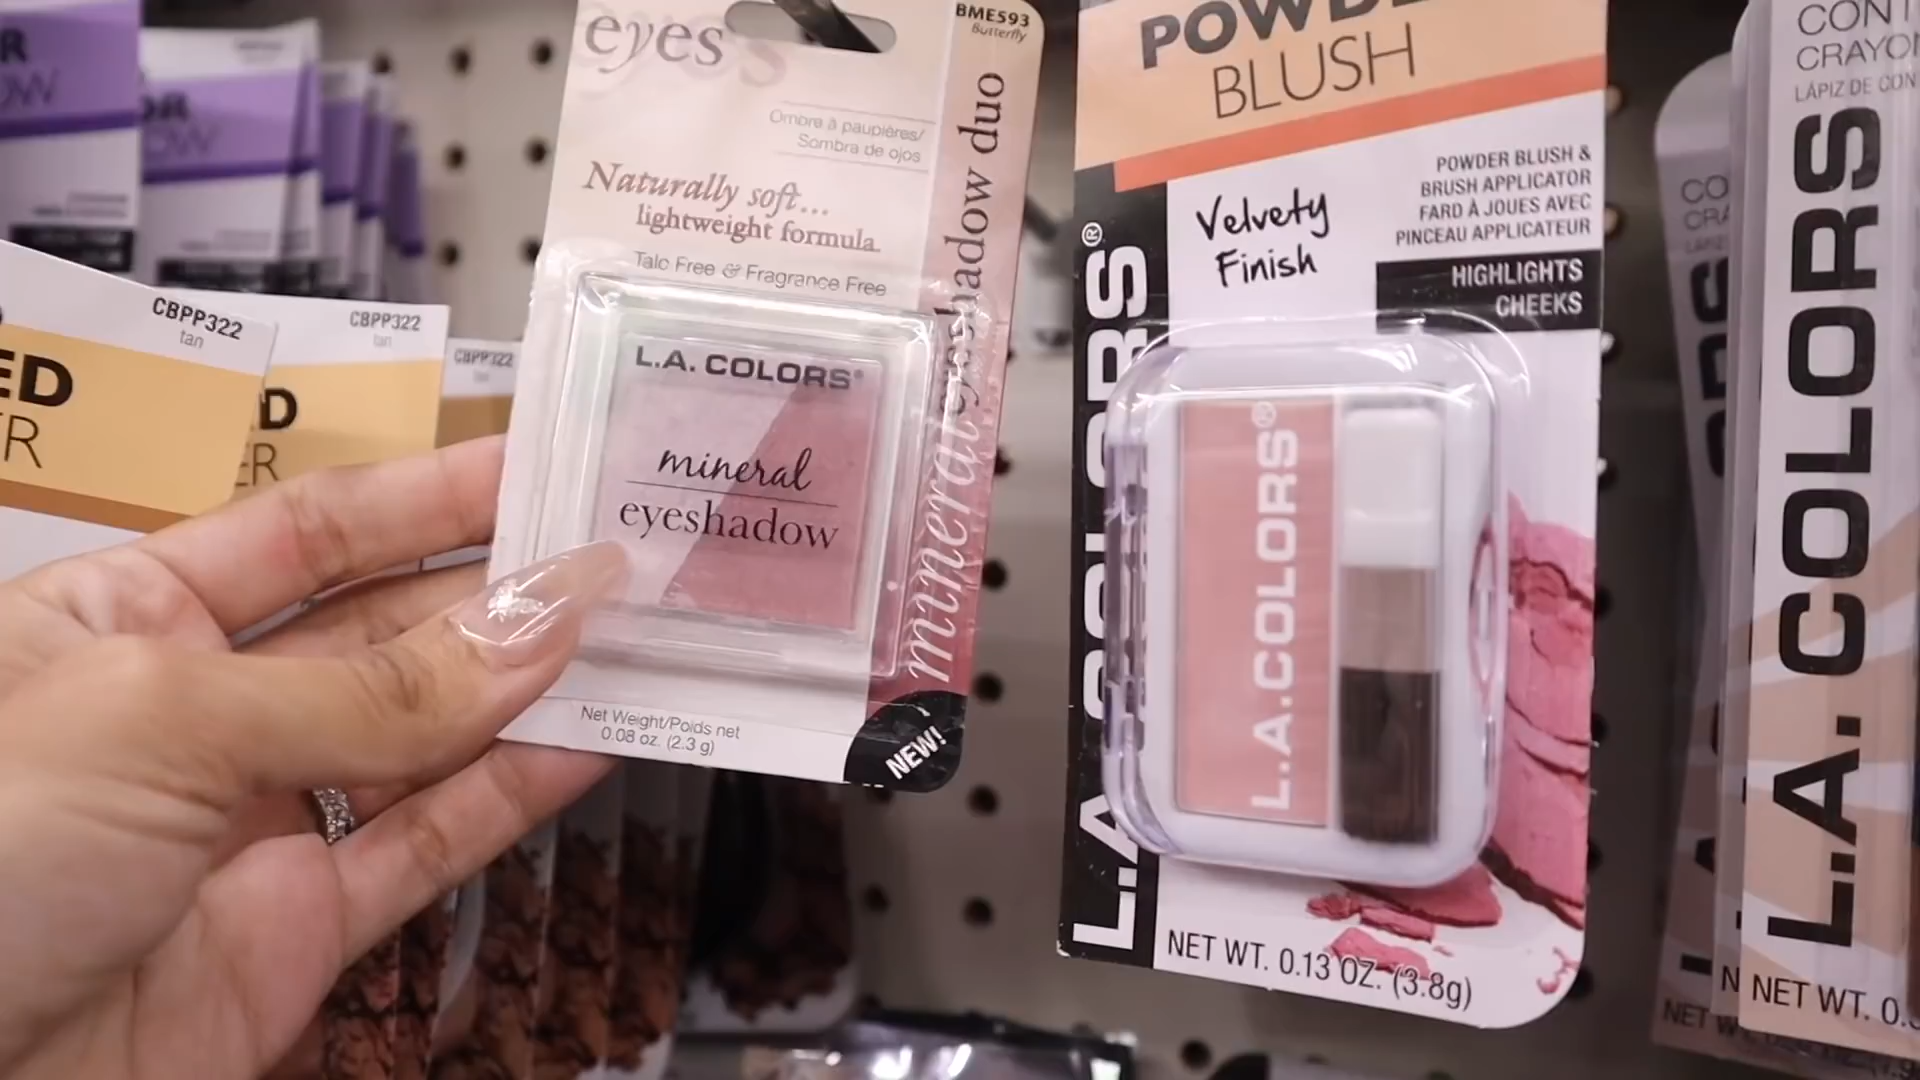 eyes
BME593
Butterfly
Ombre à paupières/
Sombra de ojos
Naturally soft...
lightweight formula
Talc Free & Fragrance Free
L.A. COLORS®
mineral
eyeshadow
mineral eyeshadow duo
Net Weight/Poids net
0.08 oz. (2.3 g)
NEW!
BLUSH
Velvety
Finish
POWDER BLUSH &
BRUSH APPLICATOR
FARD À JOUES AVEC
PINCEAU APPLICATEUR
HIGHLIGHTS
CHEEKS
L.A. COLORS®
L.A.COLORS®
NET WT. 0.13 OZ. (3.8g)
CBPP322
tan
CBPP322
tan
CBPP322
LÁPIZ DE CON
L.A. COLORS
NET WT. 0.